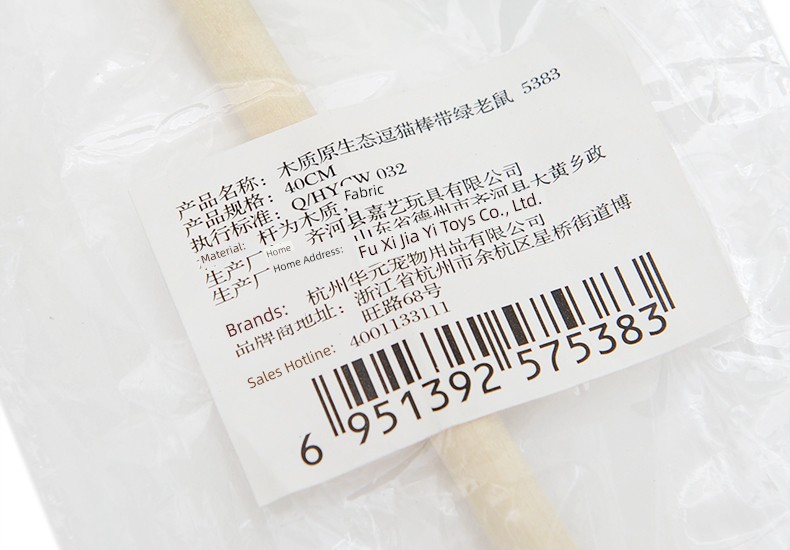 产品名称：木质原生态逗猫棒带绿老鼠 5383
产品规格：40CM
执行标准：Q/HYCW 032
Material: 杆为木质， Fabric
生产厂 Home 齐河县嘉艺玩具有限公司
生产厂 Home Address: 山东省德州市齐河县大黄乡政
Fu Xi Jia Yi Toys Co., Ltd.
Brands: 杭州华元宠物用品有限公司
品牌商地址：浙江省杭州市余杭区星桥街道博
旺路68号
Sales Hotline: 4001133111
6 951392 575383